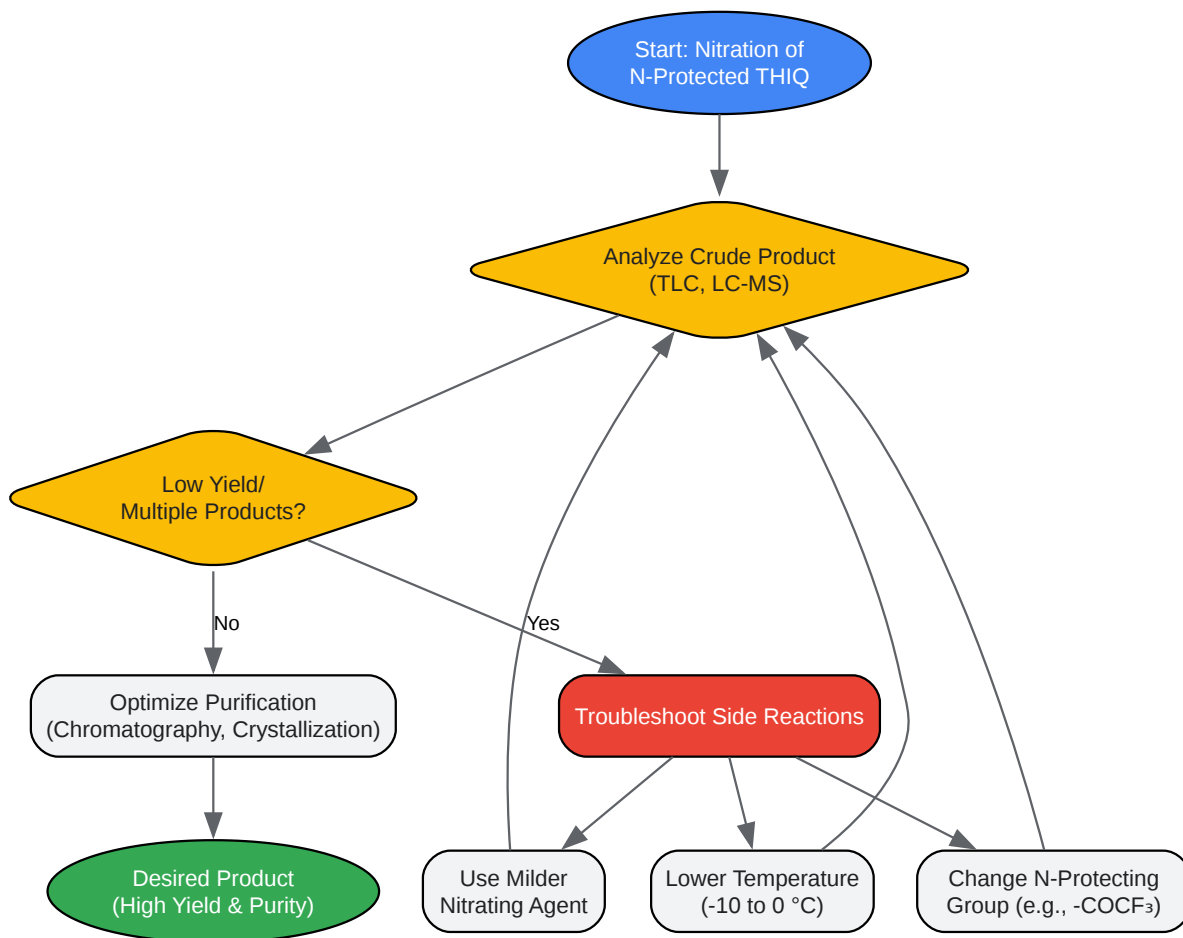 Start: Nitration of
N-Protected THIQ
Analyze Crude Product
(TLC, LC-MS)
Low Yield/
Multiple Products?
No
Yes
Optimize Purification
(Chromatography, Crystallization)
Troubleshoot Side Reactions
Desired Product
(High Yield & Purity)
Use Milder
Nitrating Agent
Lower Temperature
(-10 to 0 °C)
Change N-Protecting
Group (e.g., -COCF₃)